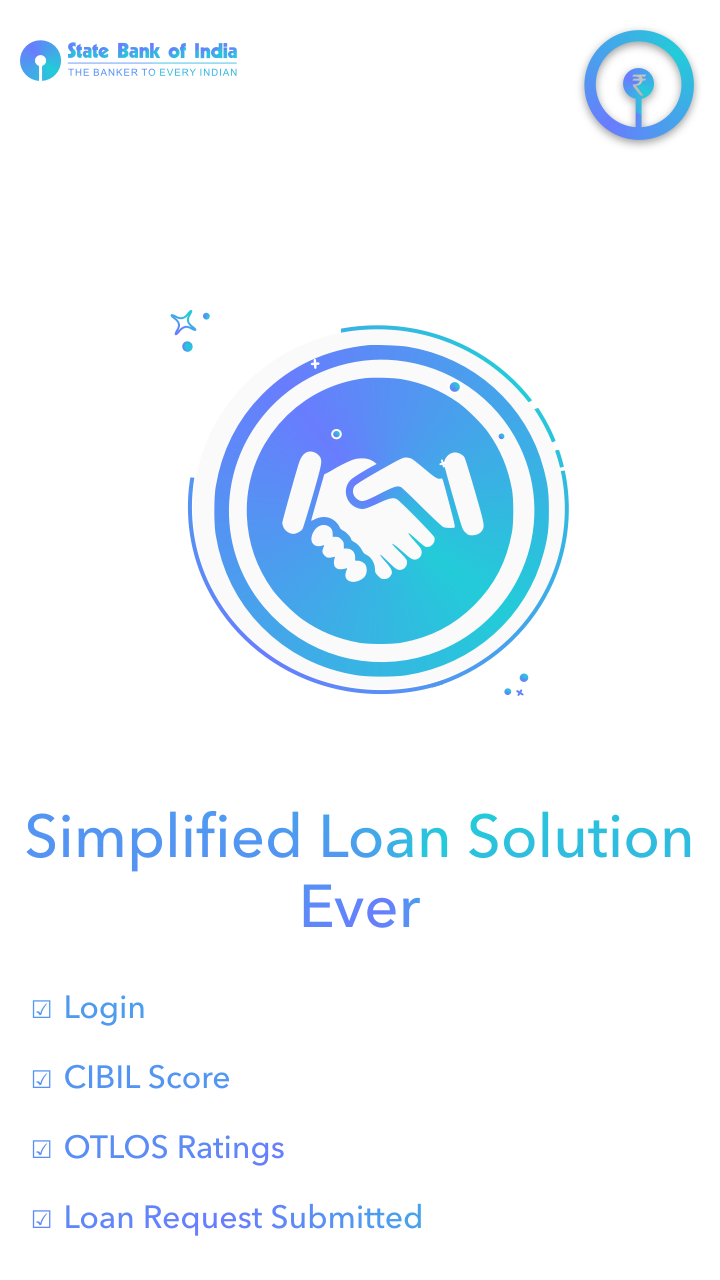 State Bank of India
THE BANKER TO EVERY INDIAN
₹
Simplified Loan Solution
Ever
☑ Login
☑ CIBIL Score
☑ OTLOS Ratings
☑ Loan Request Submitted